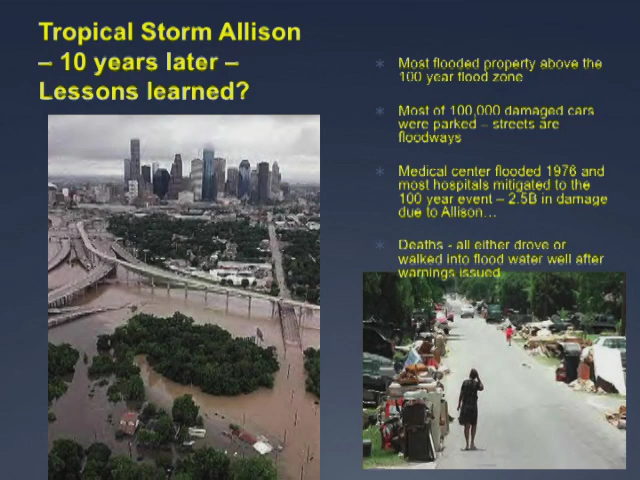 Tropical Storm Allison
– 10 years later –
Lessons learned?
Most flooded property above the
100 year flood zone
Most of 100,000 damaged cars
were parked – streets are
floodways
Medical center flooded 1976 and
most hospitals mitigated to the
100 year event – 2.5B in damage
due to Allison…
Deaths - all either drove or
walked into flood water well after
warnings issued